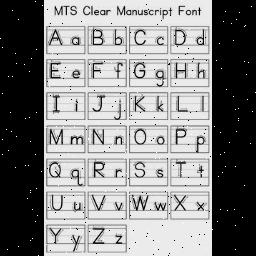 MTS Clear Manuscript Font
A a B b C c D d
E e F f G g H h
I i J j K k L l
M m N n O o P p
Q q R r S s T t
U u V v W w X x
Y y Z z